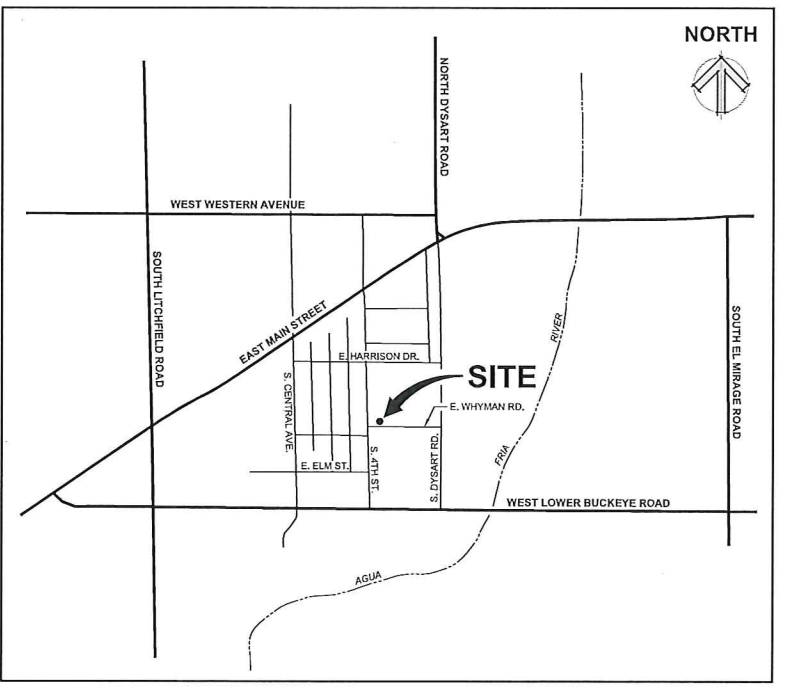 NORTH
NORTH DYSART ROAD
WEST WESTERN AVENUE
SOUTH LITCHFIELD ROAD
EAST MAIN STREET
RIVER
SOUTH EL MIRAGE ROAD
E. HARRISON DR.
SITE
S. CENTRAL AVE.
E. WHYMAN RD.
FRIA
S. 4TH ST.
S. DYSART RD.
E. ELM ST.
WEST LOWER BUCKEYE ROAD
AGUA